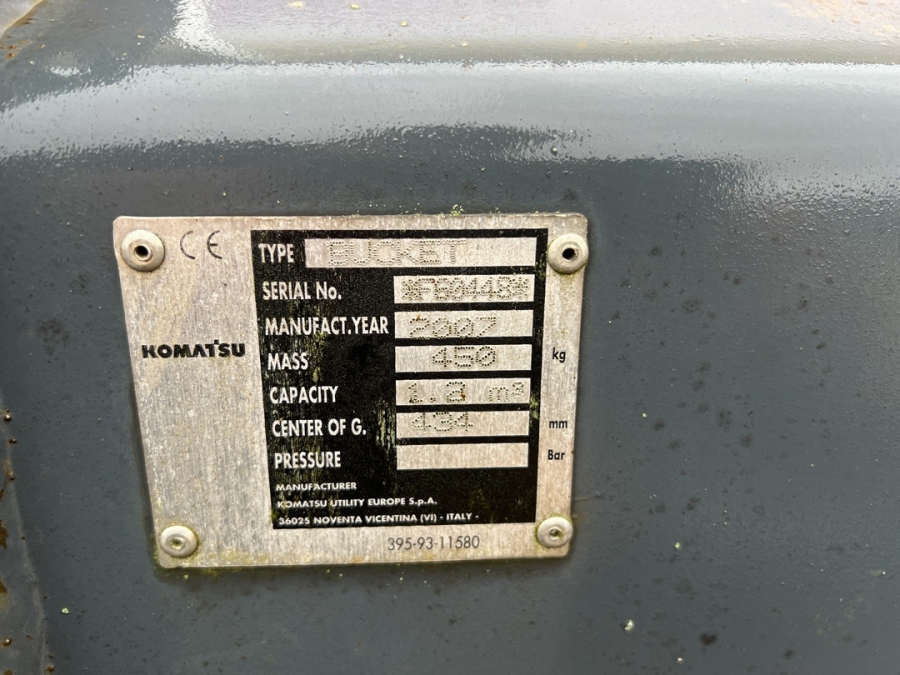 CE
TYPE BUCKET
SERIAL No. *FS0448*
MANUFACT.YEAR 2007
KOMATSU
MASS 450 kg
CAPACITY m³
CENTER OF G. 434 mm
PRESSURE Bar
MANUFACTURER
KOMATSU UTILITY EUROPE S.p.A.
36025 NOVENTA VICENTINA (VI) - ITALY -
395-93-11580